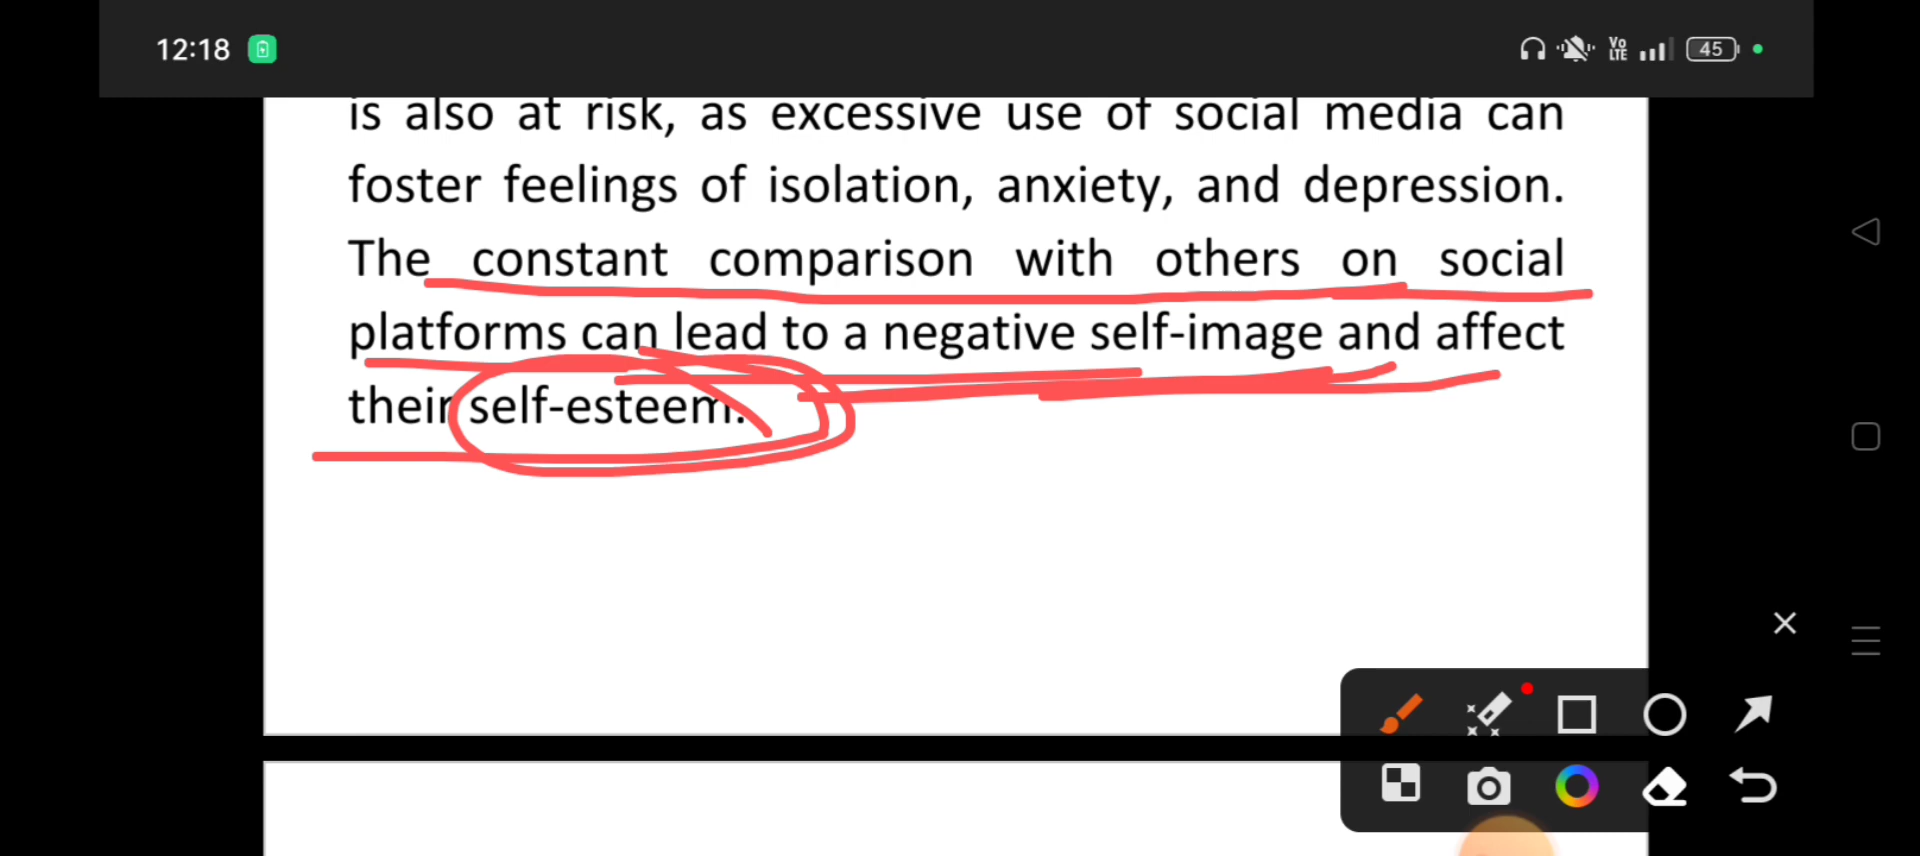 12:18
Vo LTE 45
is also at risk, as excessive use of social media can
foster feelings of isolation, anxiety, and depression.
The constant comparison with others on social
platforms can lead to a negative self-image and affect
their self-esteem.